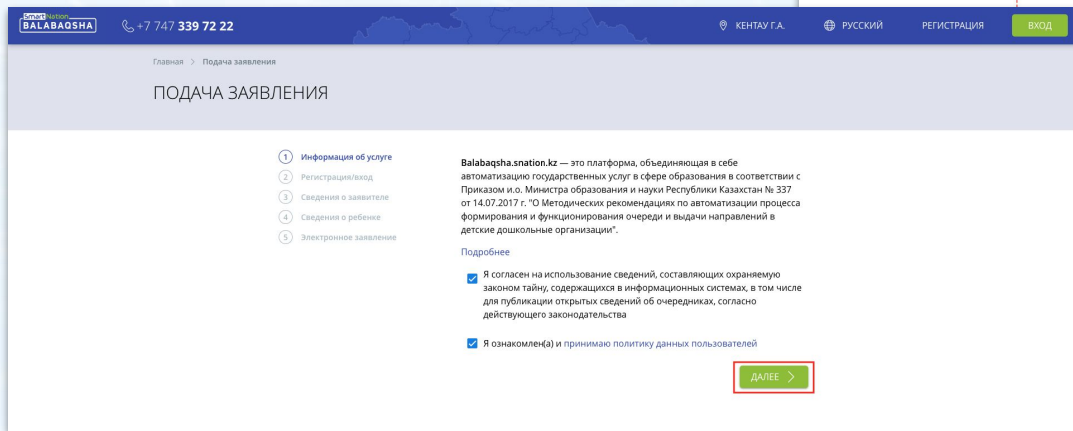 Smart Nation
BALABAQSHA
+7 747 339 72 22
КЕНТАУ Г.А.
РУССКИЙ
РЕГИСТРАЦИЯ
ВХОД
Главная > Подача заявления
ПОДАЧА ЗАЯВЛЕНИЯ
1 Информация об услуге
2 Регистрация/вход
3 Сведения о заявителе
4 Сведения о ребенке
5 Электронное заявление
Balabaqsha.snation.kz — это платформа, объединяющая в себе
автоматизацию государственных услуг в сфере образования в соответствии с
Приказом и.о. Министра образования и науки Республики Казахстан № 337
от 14.07.2017 г. "О Методических рекомендациях по автоматизации процесса
формирования и функционирования очереди и выдачи направлений в
детские дошкольные организации".
Подробнее
Я согласен на использование сведений, составляющих охраняемую
законом тайну, содержащихся в информационных системах, в том числе
для публикации открытых сведений об очередниках, согласно
действующего законодательства
Я ознакомлен(а) и принимаю политику данных пользователей
ДАЛЕЕ >